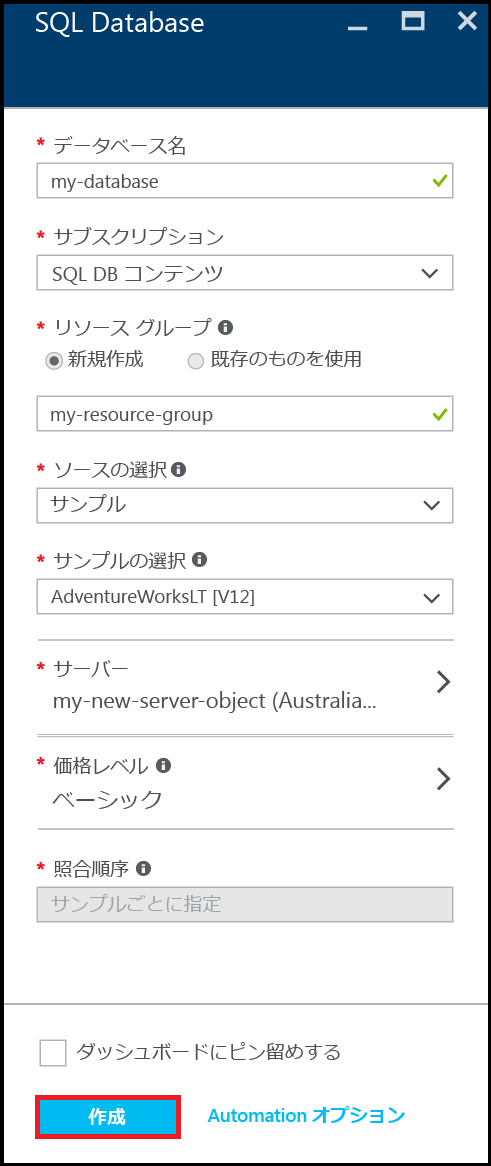 SQL Database
* データベース名
my-database
* サブスクリプション
SQL DB コンテンツ
* リソース グループ
新規作成 既存のものを使用
my-resource-group
* ソースの選択
サンプル
* サンプルの選択
AdventureWorksLT [V12]
* サーバー
my-new-server-object (Australia...
* 価格レベル
ベーシック
* 照合順序
サンプルごとに指定
ダッシュボードにピン留めする
作成 Automation オプション